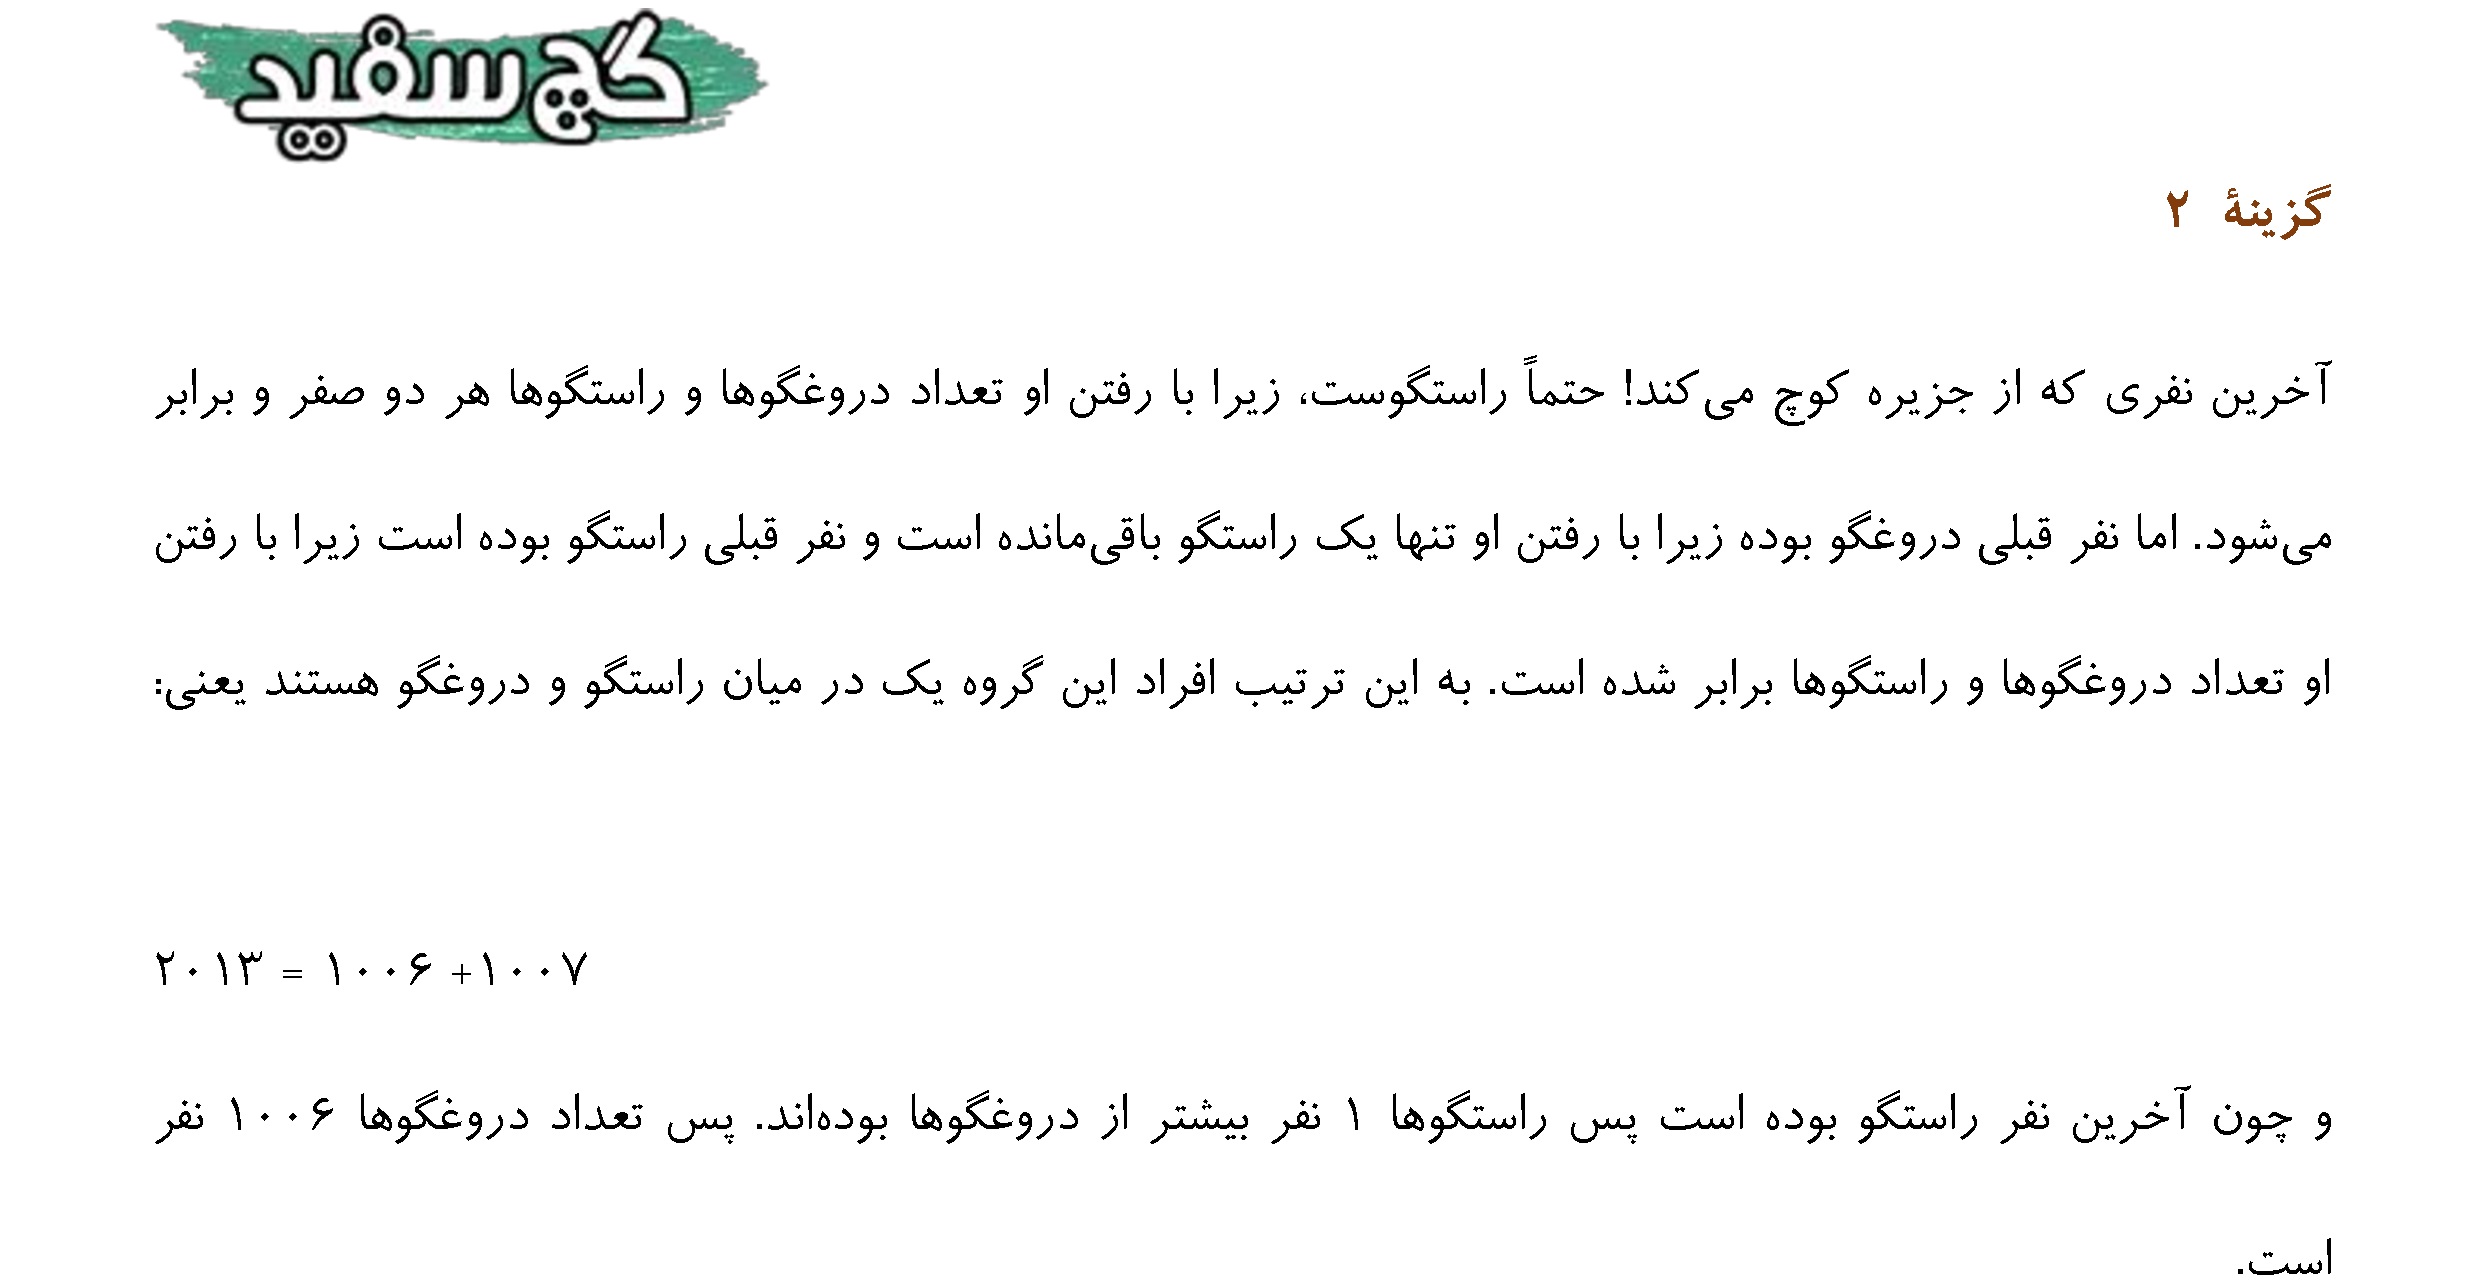 گچ سفید
گزینهٔ ۲
آخرین نفری که از جزیره کوچ می‌کند! حتماً راستگوست، زیرا با رفتن او تعداد دروغگوها و راستگوها هر دو صفر و برابر
می‌شود. اما نفر قبلی دروغگو بوده زیرا با رفتن او تنها یک راستگو باقی‌مانده است و نفر قبلی راستگو بوده است زیرا با رفتن
او تعداد دروغگوها و راستگوها برابر شده است. به این ترتیب افراد این گروه یک در میان راستگو و دروغگو هستند یعنی:
۲۰۱۳ = ۱۰۰۶ +۱۰۰۷
و چون آخرین نفر راستگو بوده است پس راستگوها ۱ نفر بیشتر از دروغگوها بوده‌اند. پس تعداد دروغگوها ۱۰۰۶ نفر
است.